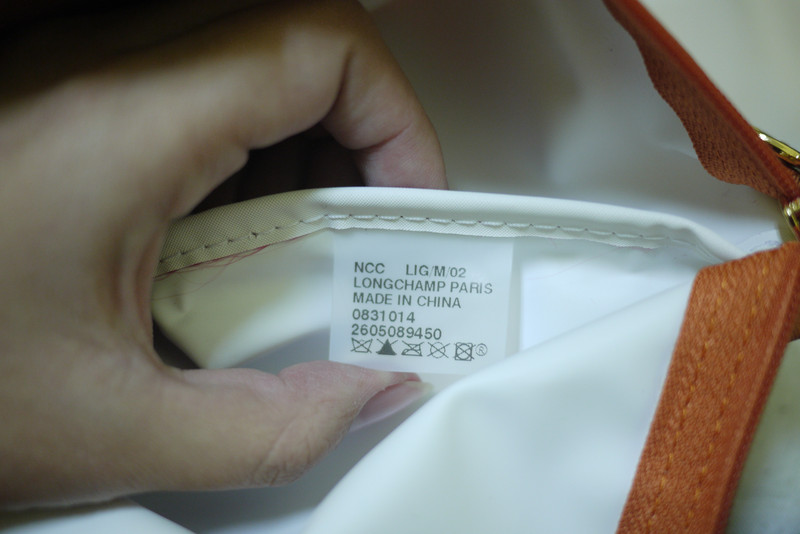 NCC LIG/M/02
LONGCHAMP PARIS
MADE IN CHINA
0831014
2605089450